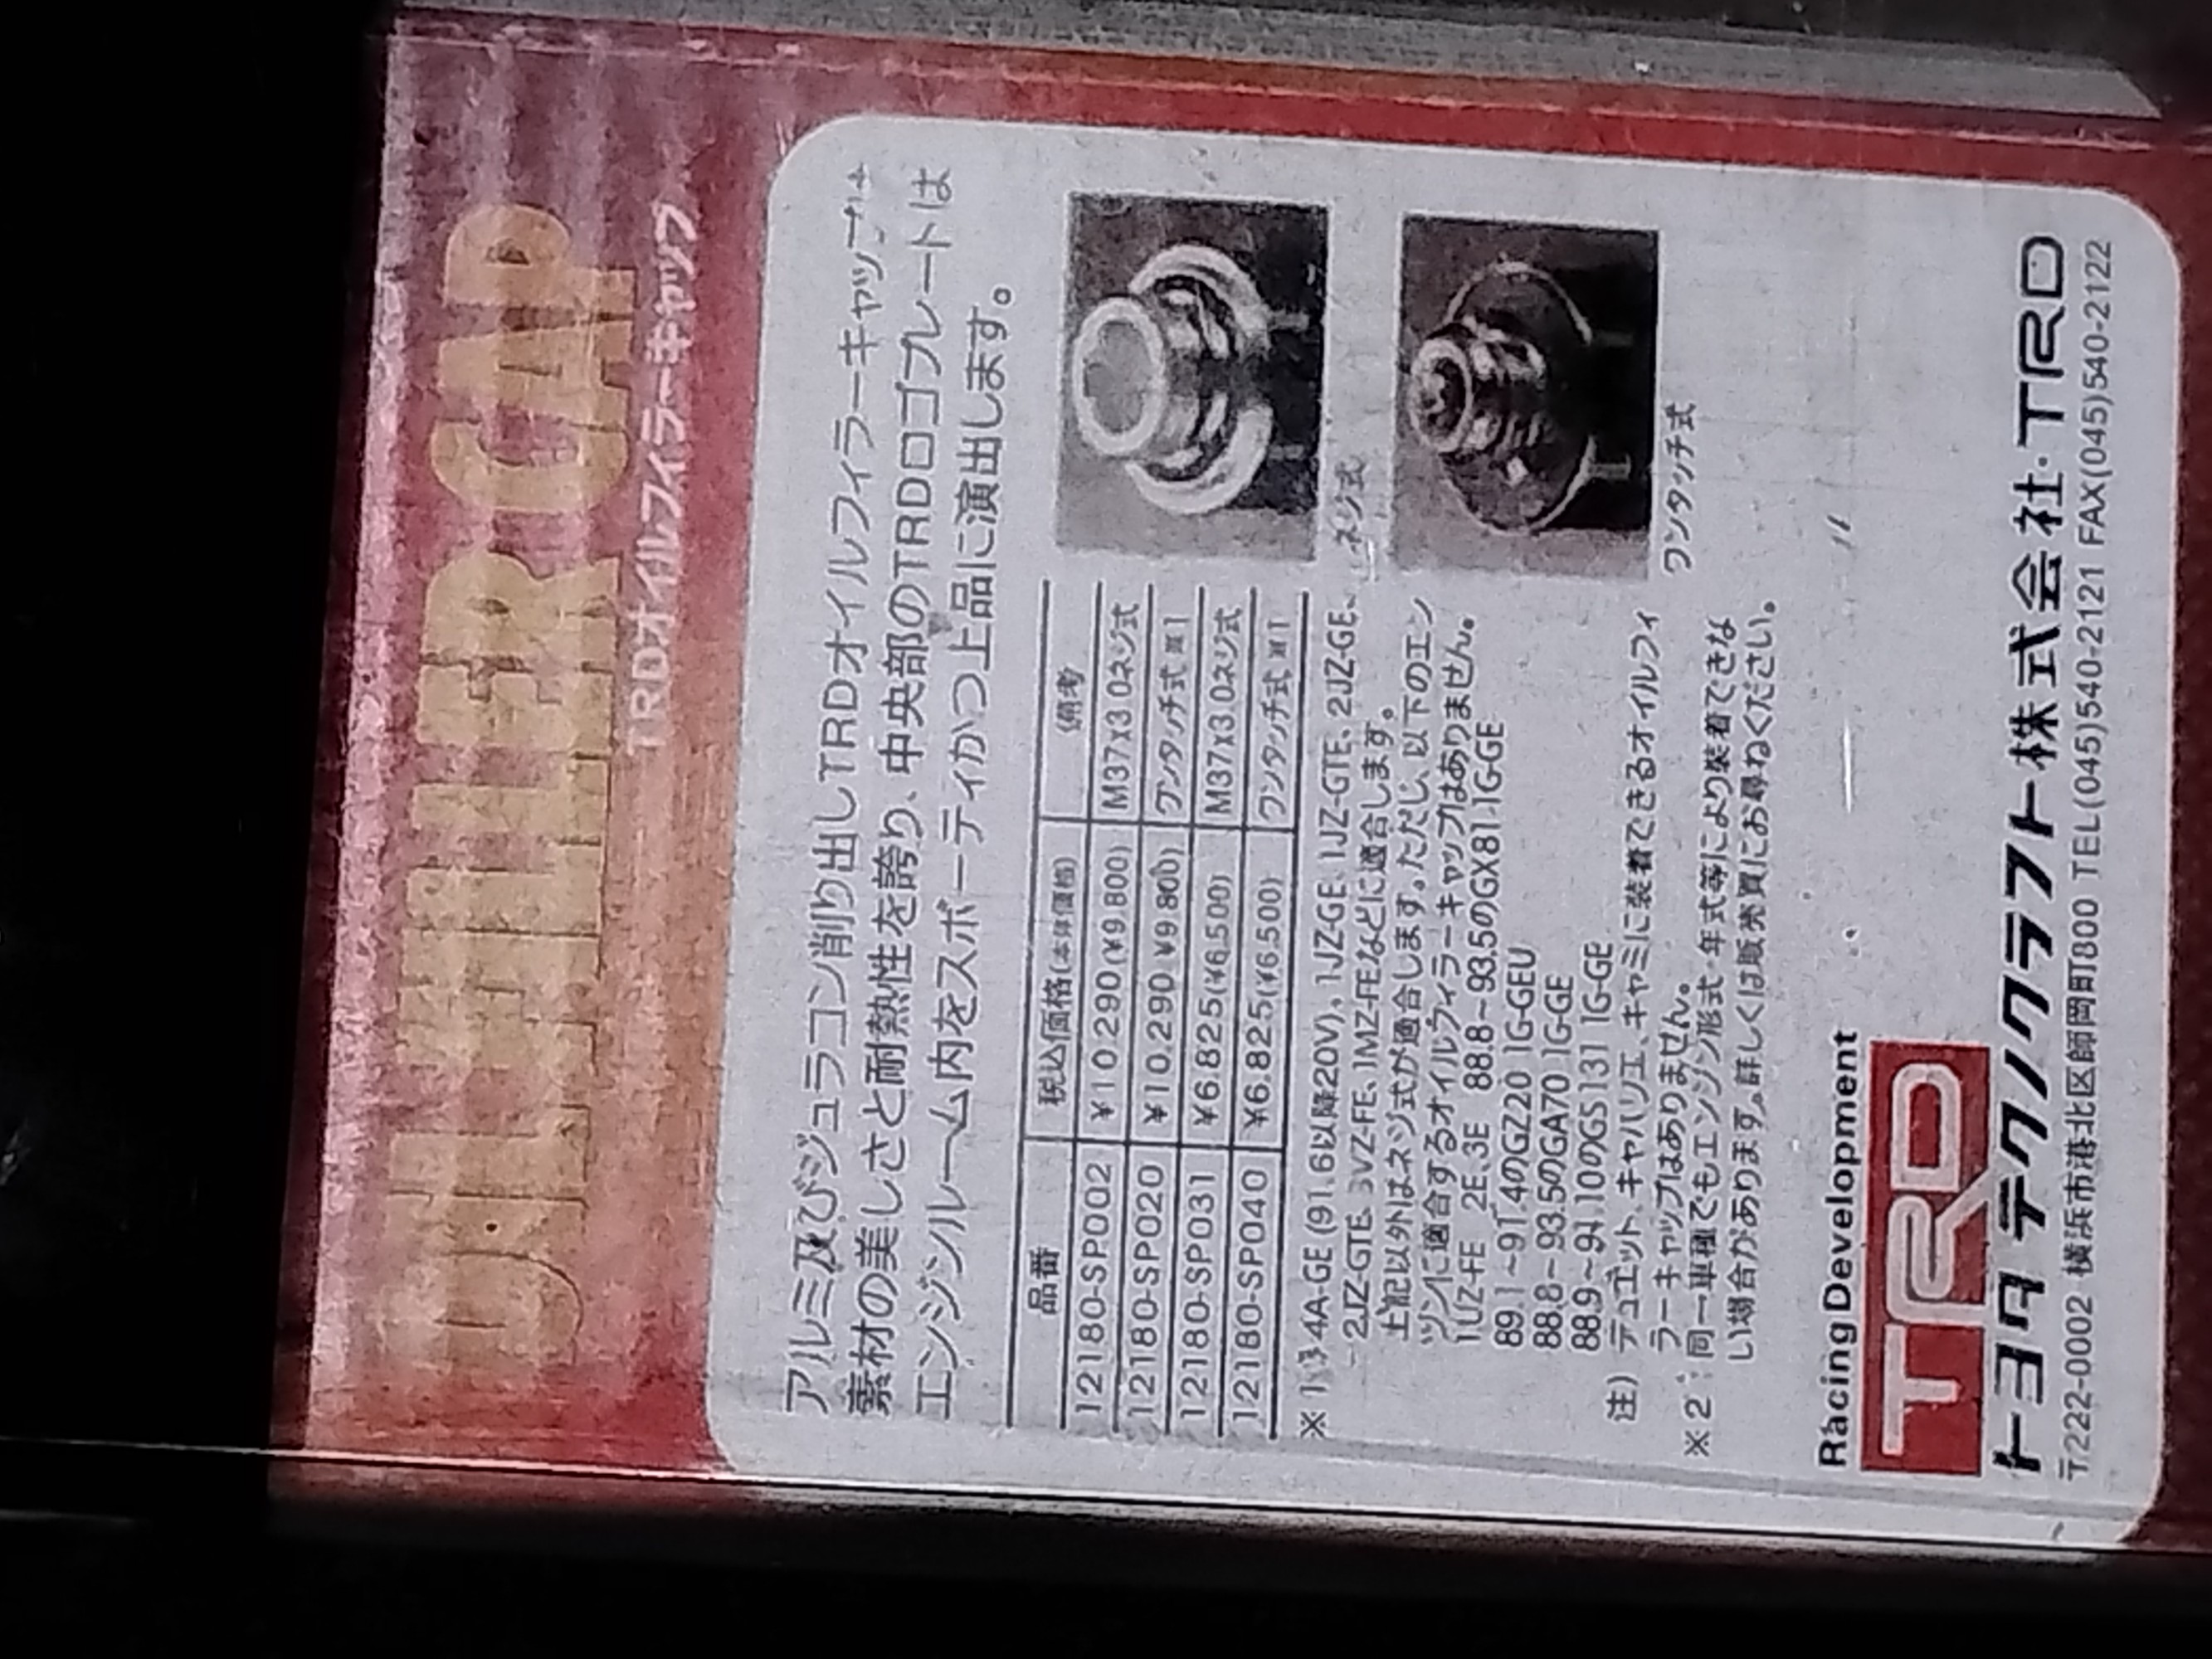 OIL FILLER CAP
TRDオイルフィラーキャップ
アルミ及びジュラコン削り出しTRDオイルフィラーキャップ!!
素材の美しさと耐熱性を誇り、中央部のTRDロゴプレートは
エンジンルーム内をスポーティかつ上品に演出します。
品番 税込価格(本体価格) 備考
12180-SP002 ¥10.290(¥9.800) M37x3.0ネジ式
12180-SP020 ¥10.290(¥9.800) ワンタッチ式 ※1
12180-SP031 ¥6.825(¥6.500) M37x3.0ネジ式
12180-SP040 ¥6.825(¥6.500) ワンタッチ式 ※1
ネジ式
ワンタッチ式
※1 4A-GE (91.6以降20V)、1JZ-GE、1JZ-GTE、2JZ-GE、
2JZ-GTE、3VZ-FE、1MZ-FEなどに適合します。
上記以外はネジ式が適合します。ただし、以下のエン
ジンに適合するオイルフィラーキャップはありません。
1UZ-FE 2E、3E 88.8~93.5のGX81 1G-GE
89.1~91.4のGZ20 1G-GEU
88.8~93.5のGA70 1G-GE
88.9~91.10のGS131 1G-GE
注) デュエット、キャバリエ、キャミに装着できるオイルフィ
ラーキャップはありません。
※2：同一車種でもエンジン形式・年式等により装着できな
い場合があります。詳しくは販売員にお尋ねください。
Racing Development
TRD
トヨタ テクノクラフト株式会社・TRD
〒222-0002 横浜市港北区師岡町800 TEL(045)540-2121 FAX(045)540-2122